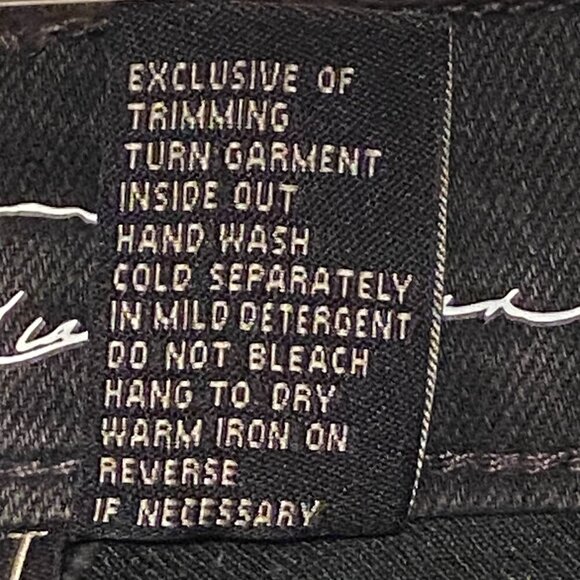 EXCLUSIVE OF
TRIMMING
TURN GARMENT
INSIDE OUT
HAND WASH
COLD SEPARATELY
IN MILD DETERGENT
DO NOT BLEACH
HANG TO DRY
WARM IRON ON
REVERSE
IF NECESSARY